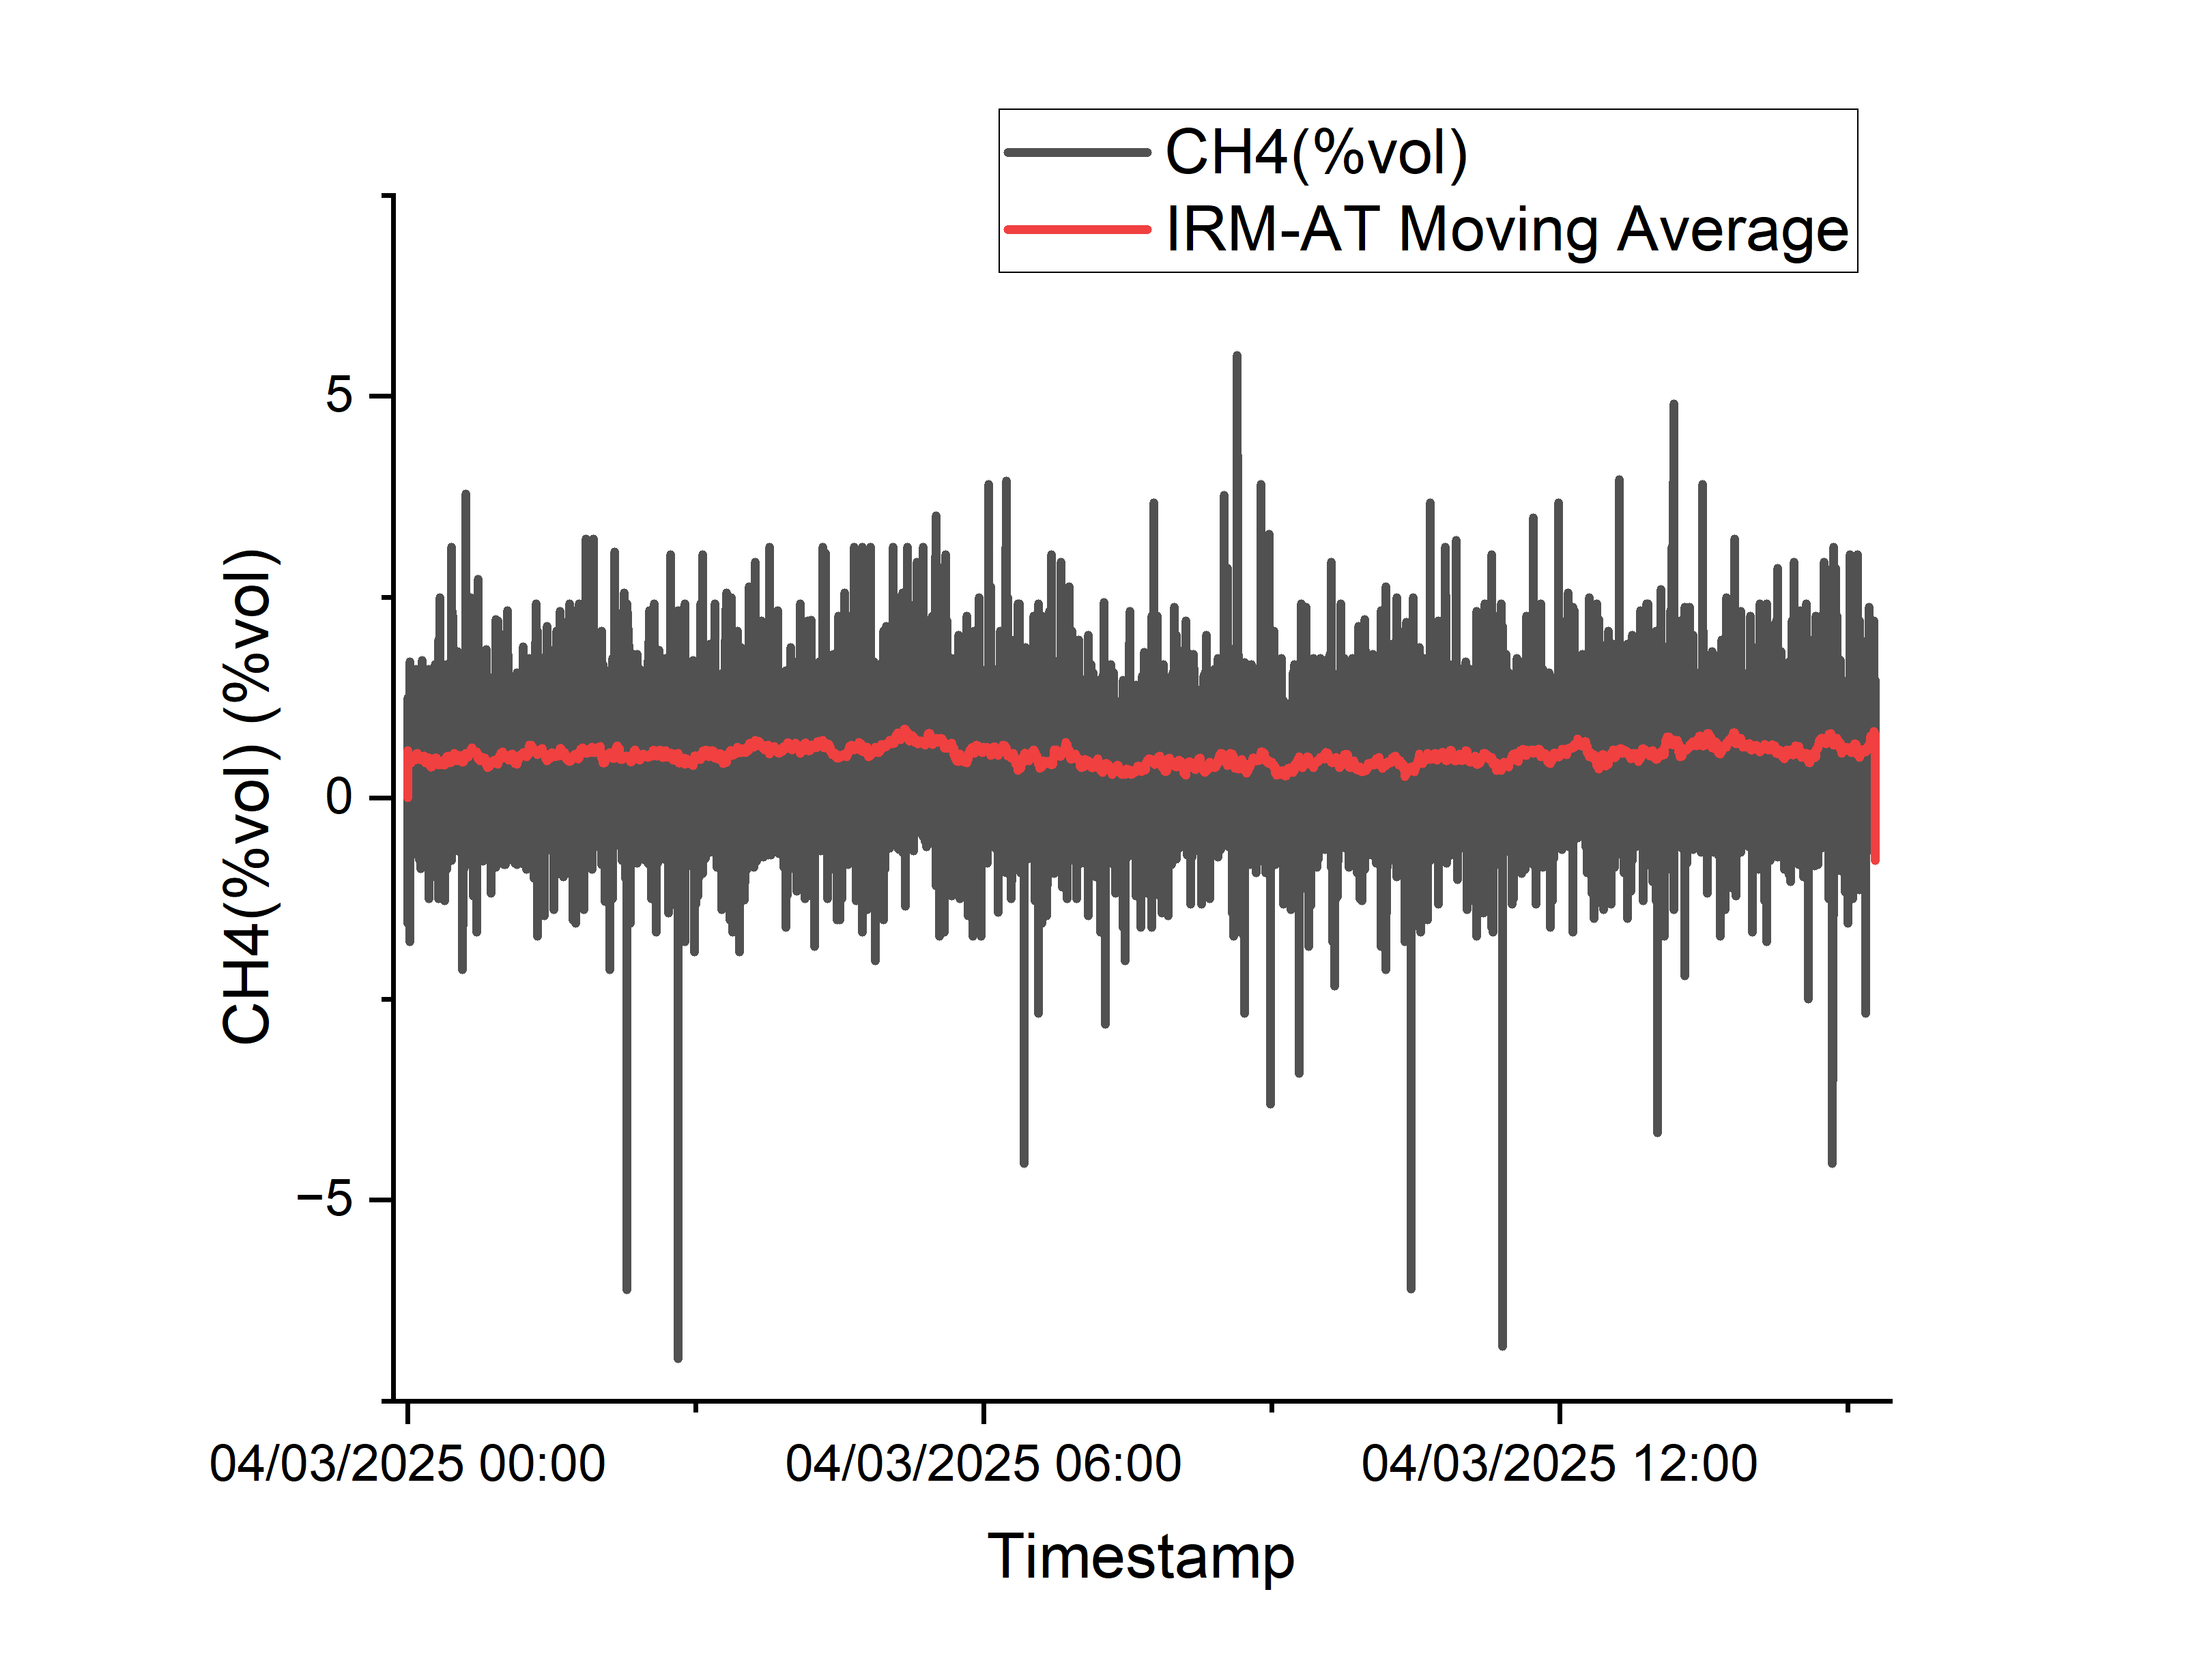 CH4(%vol)
IRM-AT Moving Average
5
0
−5
CH4(%vol) (%vol)
04/03/2025 00:00
04/03/2025 06:00
04/03/2025 12:00
Timestamp